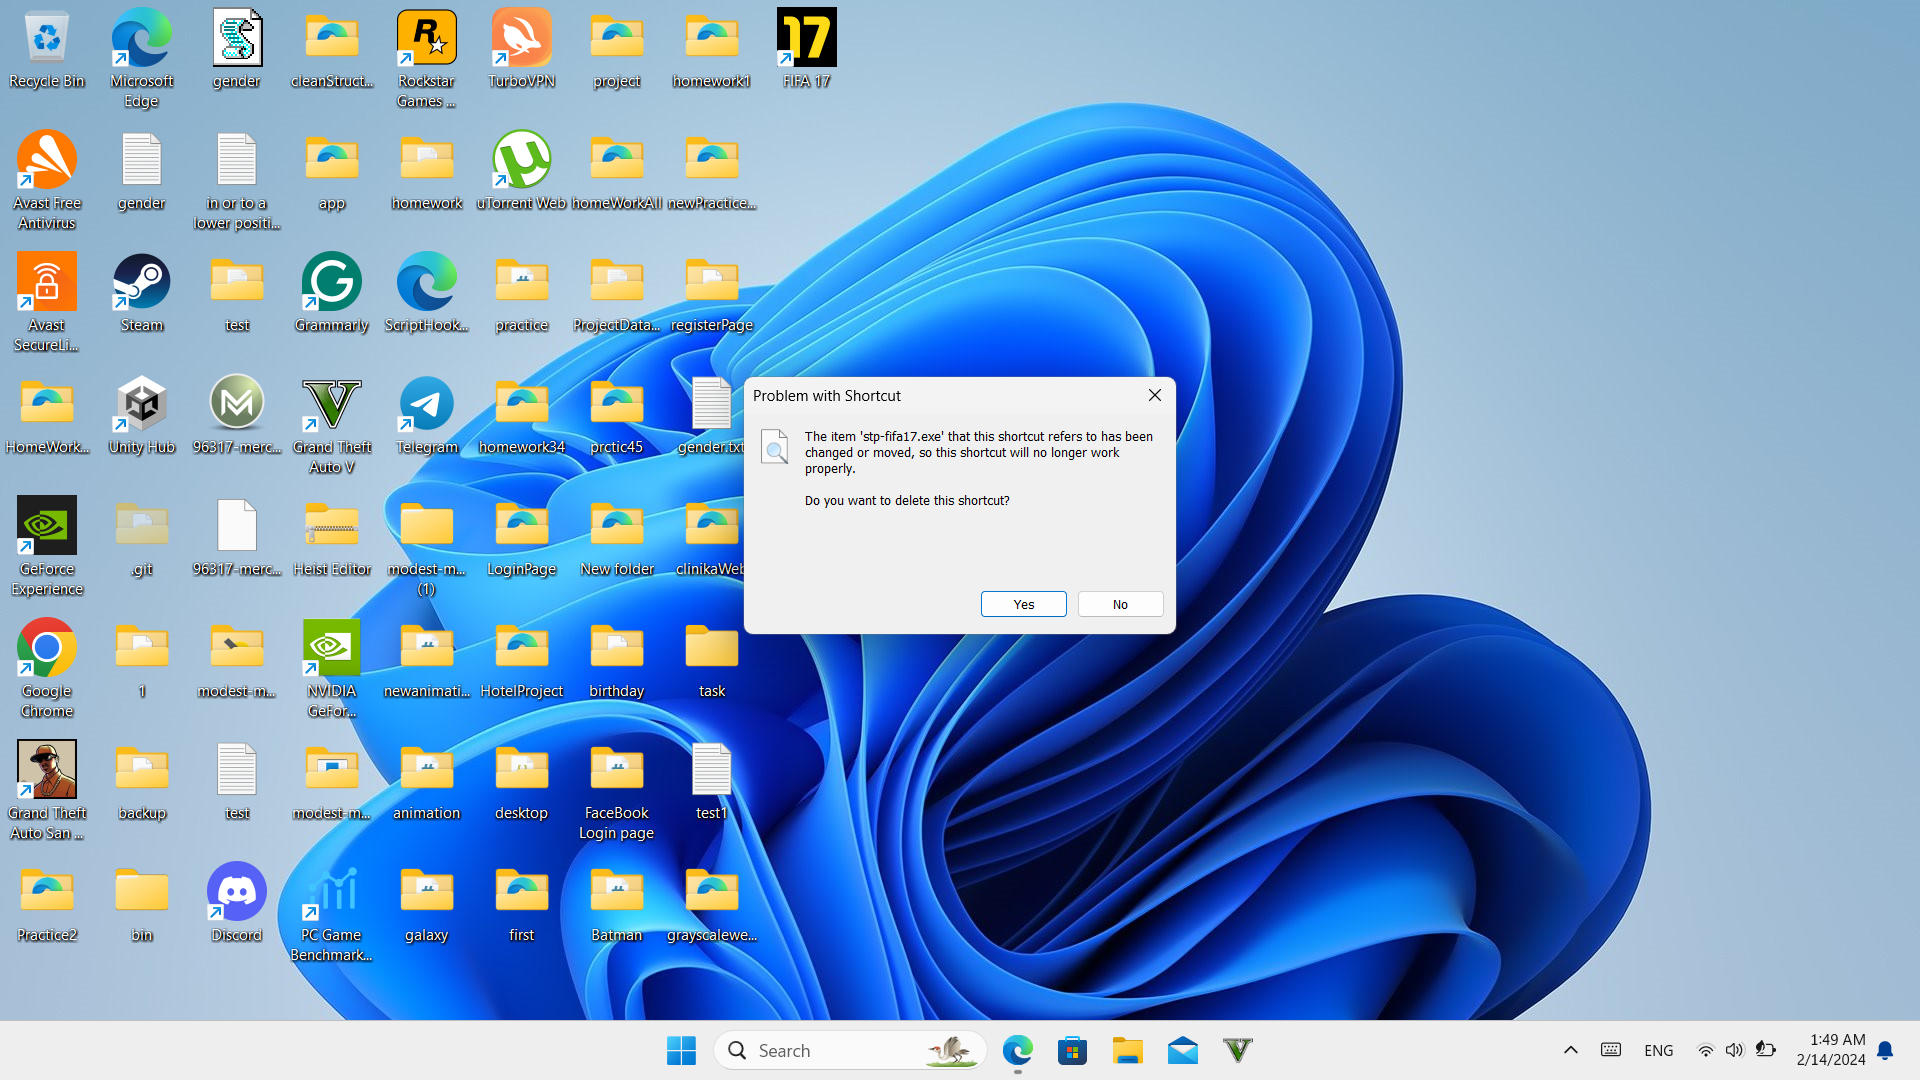 Recycle Bin
Microsoft
Edge
gender
cleanStruct...
Rockstar
Games ...
TurboVPN
project
homework1
17
FIFA 17
Avast Free
Antivirus
gender
in or to a
lower positi...
app
homework
uTorrent Web
homeWorkAll
newPractice...
Avast
SecureLi...
Steam
test
Grammarly
ScriptHook...
practice
ProjectData...
registerPage
HomeWork...
Unity Hub
96317-merc...
Grand Theft
Auto V
Telegram
homework34
prctic45
gender.txt
GeForce
Experience
.git
96317-merc...
Heist Editor
modest-m...
(1)
LoginPage
New folder
clinikaWeb
Google
Chrome
1
modest-m...
NVIDIA
GeFor...
newanimati...
HotelProject
birthday
task
Grand Theft
Auto San ...
backup
test
modest-m...
animation
desktop
FaceBook
Login page
test1
Practice2
bin
Discord
PC Game
Benchmark...
galaxy
first
Batman
grayscalewe...
Problem with Shortcut
The item 'stp-fifa17.exe' that this shortcut refers to has been
changed or moved, so this shortcut will no longer work
properly.
Do you want to delete this shortcut?
Yes
No
Search
ENG
1:49 AM
2/14/2024